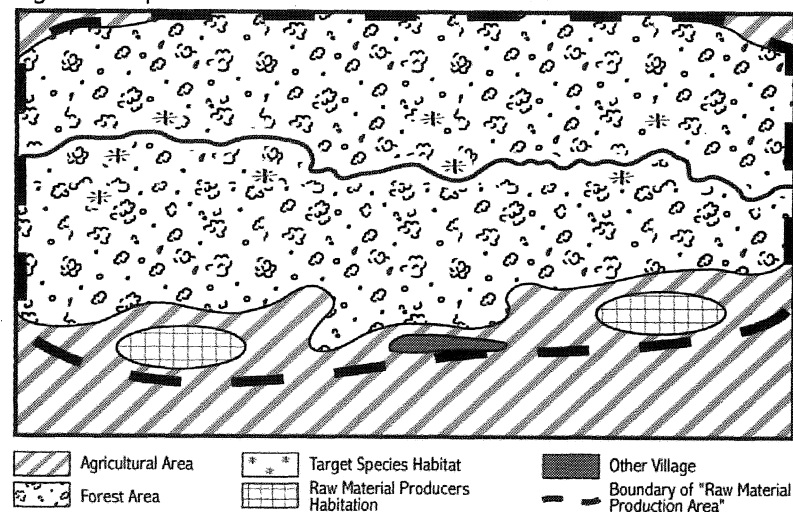 Agricultural Area
Forest Area
Target Species Habitat
Raw Material Producers
Habitation
Other Village
Boundary of "Raw Material
Production Area"